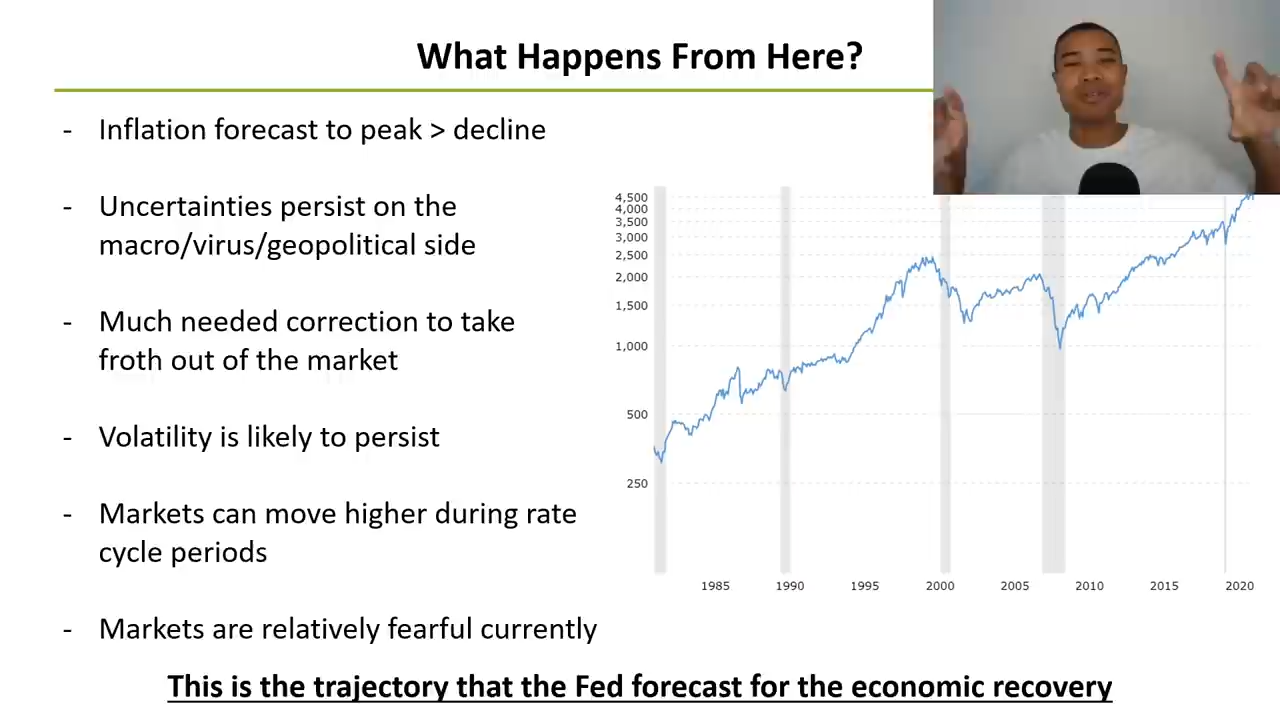 What Happens From Here?
- Inflation forecast to peak > decline
- Uncertainties persist on the
macro/virus/geopolitical side
- Much needed correction to take
froth out of the market
- Volatility is likely to persist
- Markets can move higher during rate
cycle periods
- Markets are relatively fearful currently
4,500
4,000
3,500
3,000
2,500
2,000
1,500
1,000
500
250
1985 1990 1995 2000 2005 2010 2015 2020
This is the trajectory that the Fed forecast for the economic recovery